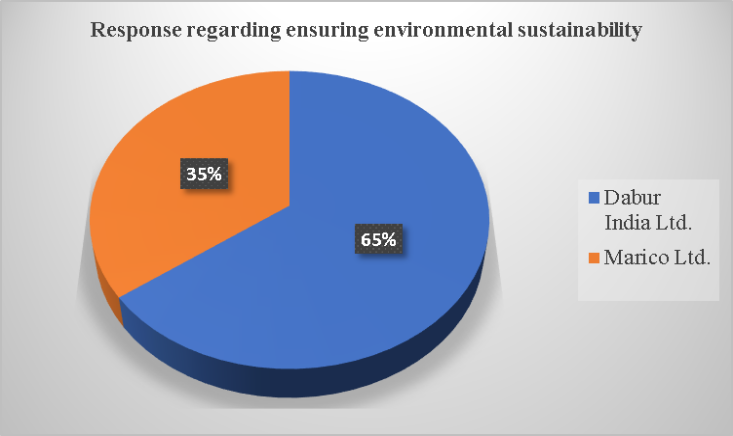 Response regarding ensuring environmental sustainability
35%
65%
Dabur
India Ltd.
Marico Ltd.